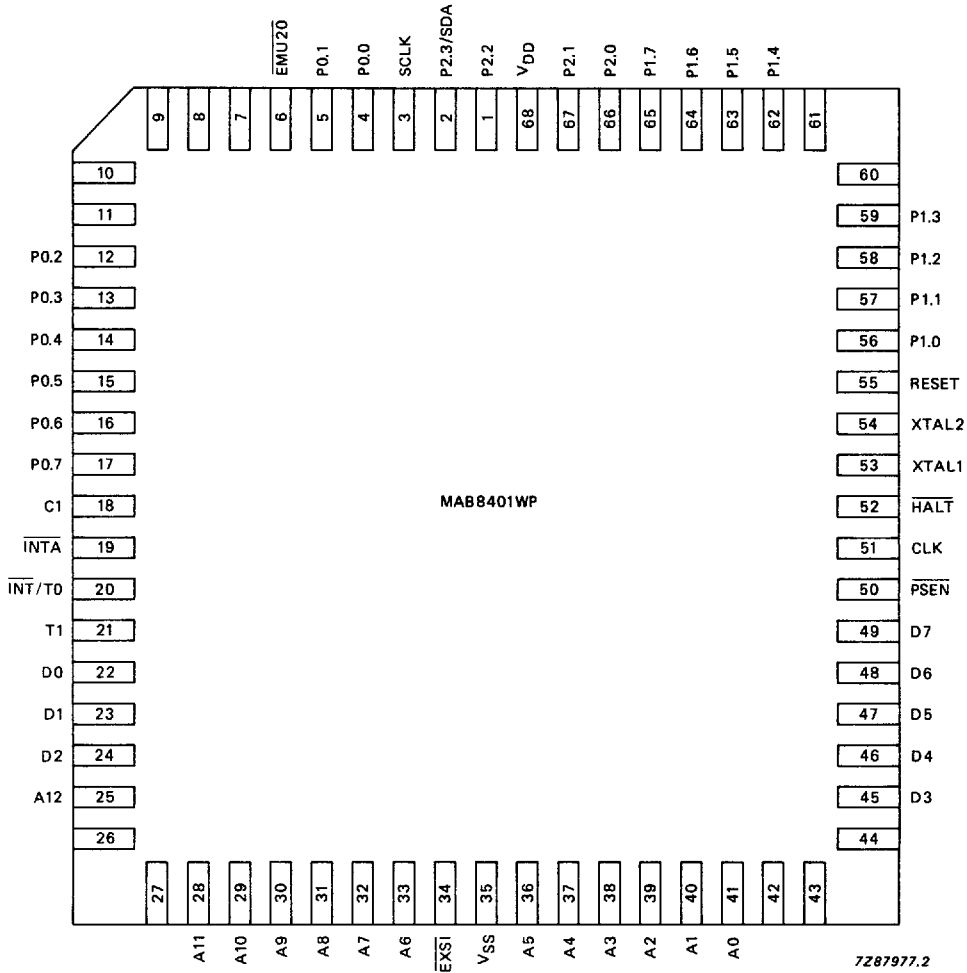 E̅M̅U̅2̅0̅ P0.1 P0.0 SCLK P2.3/SDA P2.2 VDD P2.1 P2.0 P1.7 P1.6 P1.5 P1.4
9 8 7 6 5 4 3 2 1 68 67 66 65 64 63 62 61
10 60
11 59 P1.3
P0.2 12 58 P1.2
P0.3 13 57 P1.1
P0.4 14 56 P1.0
P0.5 15 55 RESET
P0.6 16 54 XTAL2
P0.7 17 53 XTAL1
C1 18 MAB8401WP 52 H̅A̅L̅T̅
I̅N̅T̅A̅ 19 51 CLK
I̅N̅T̅/T0 20 50 P̅S̅E̅N̅
T1 21 49 D7
D0 22 48 D6
D1 23 47 D5
D2 24 46 D4
A12 25 45 D3
26 44
27 28 29 30 31 32 33 34 35 36 37 38 39 40 41 42 43
A11 A10 A9 A8 A7 A6 E̅X̅S̅I̅ VSS A5 A4 A3 A2 A1 A0
7Z87977.2